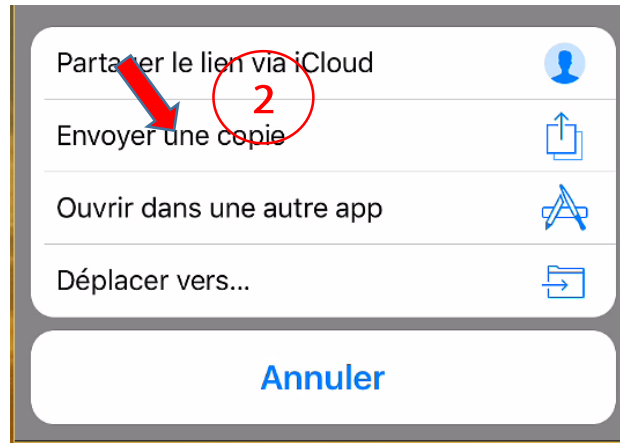 Partager le lien via iCloud
2
Envoyer une copie
Ouvrir dans une autre app
Déplacer vers...
Annuler